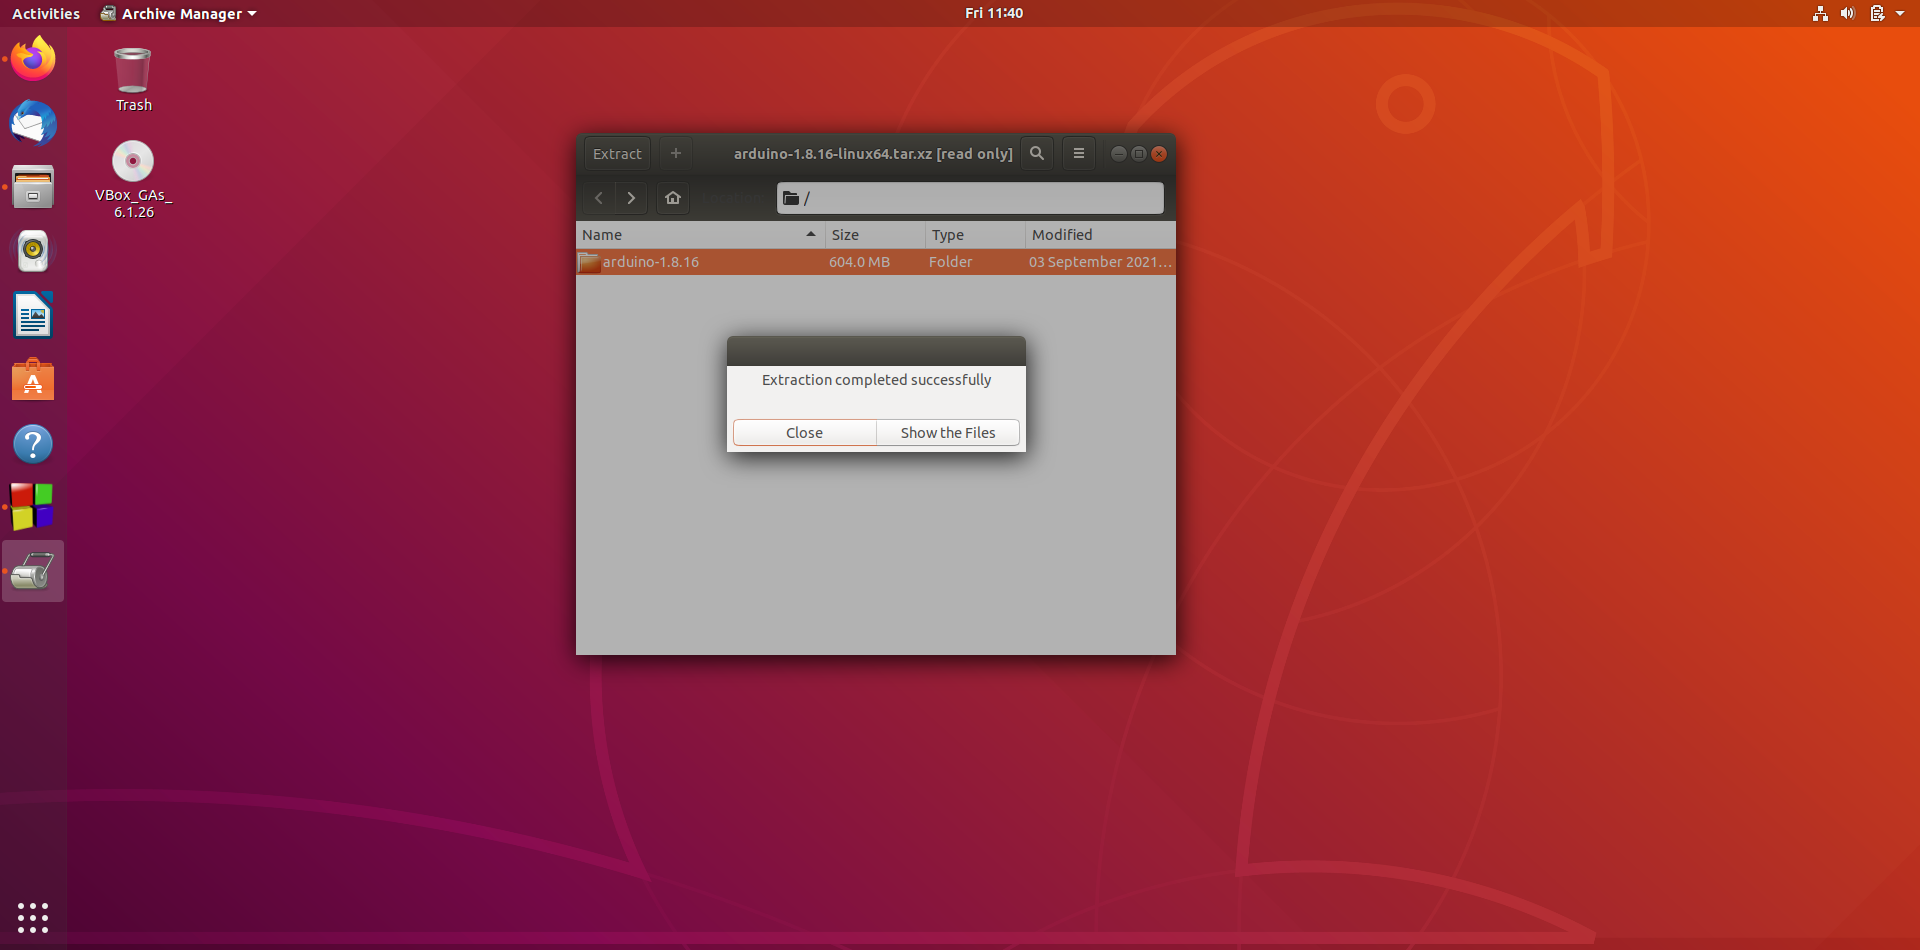 Activities Archive Manager Fri 11:40
Trash
VBox_GAs_
6.1.26
Extract + arduino-1.8.16-linux64.tar.xz [read only]
/
Name Size Type Modified
arduino-1.8.16 604.0 MB Folder 03 September 2021…
Extraction completed successfully
Close Show the Files